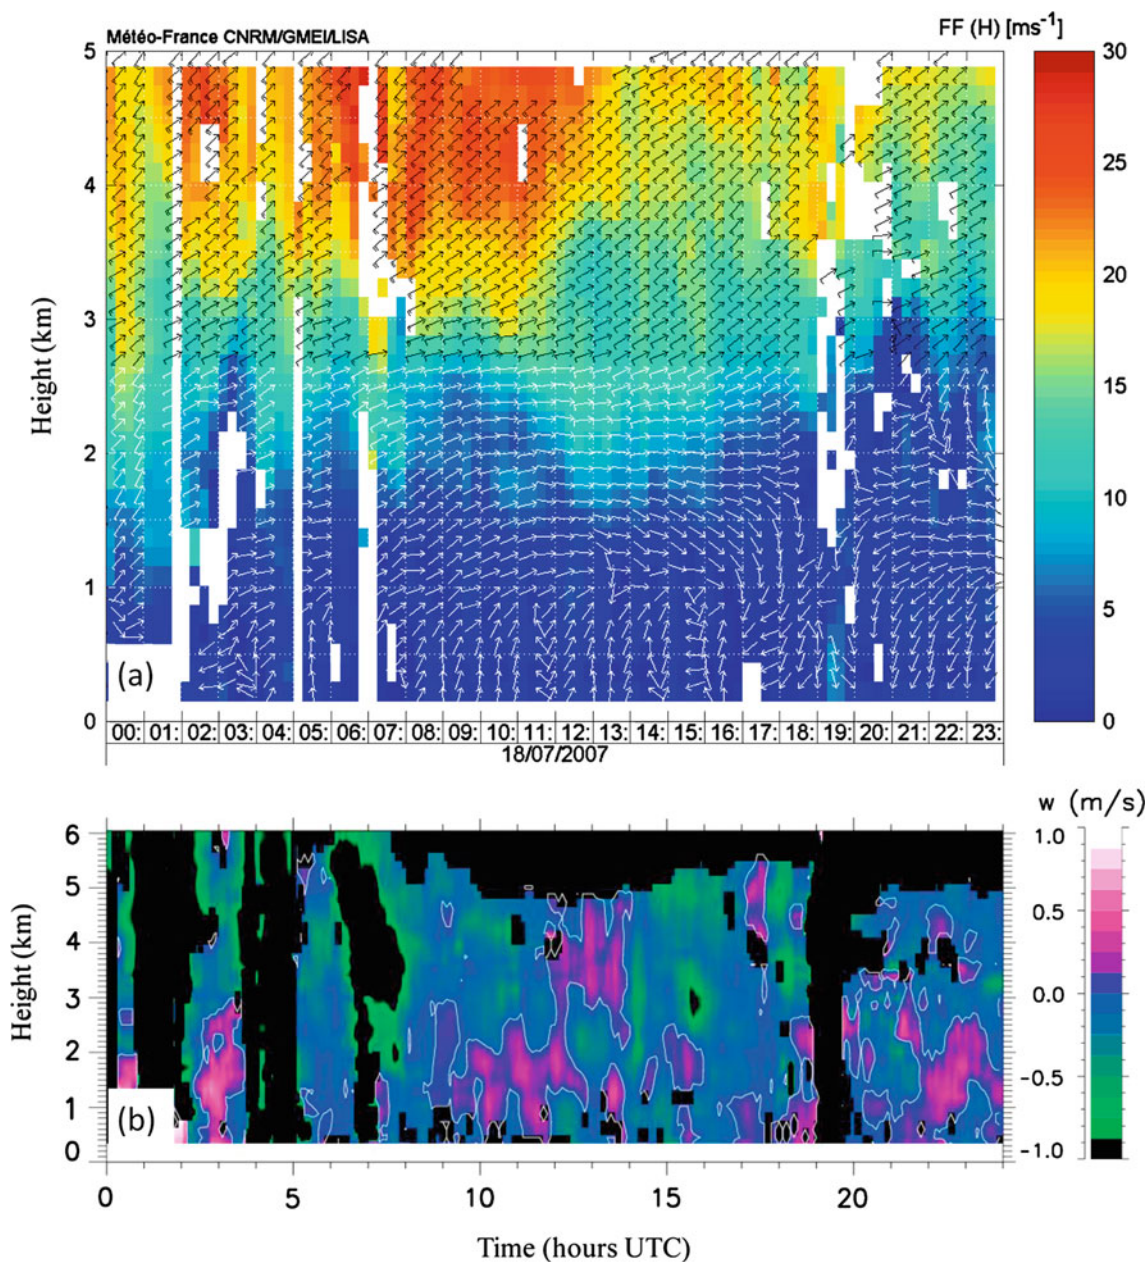 Météo-France CNRM/GMEI/LISA
FF (H) [ms⁻¹]
5
4
3
2
1
0
Height (km)
(a)
30
25
20
15
10
5
0
00: 01: 02: 03: 04: 05: 06: 07: 08: 09: 10: 11: 12: 13: 14: 15: 16: 17: 18: 19: 20: 21: 22: 23:
18/07/2007
w (m/s)
6
5
4
3
2
1
0
Height (km)
(b)
1.0
0.5
0.0
-0.5
-1.0
0 5 10 15 20
Time (hours UTC)